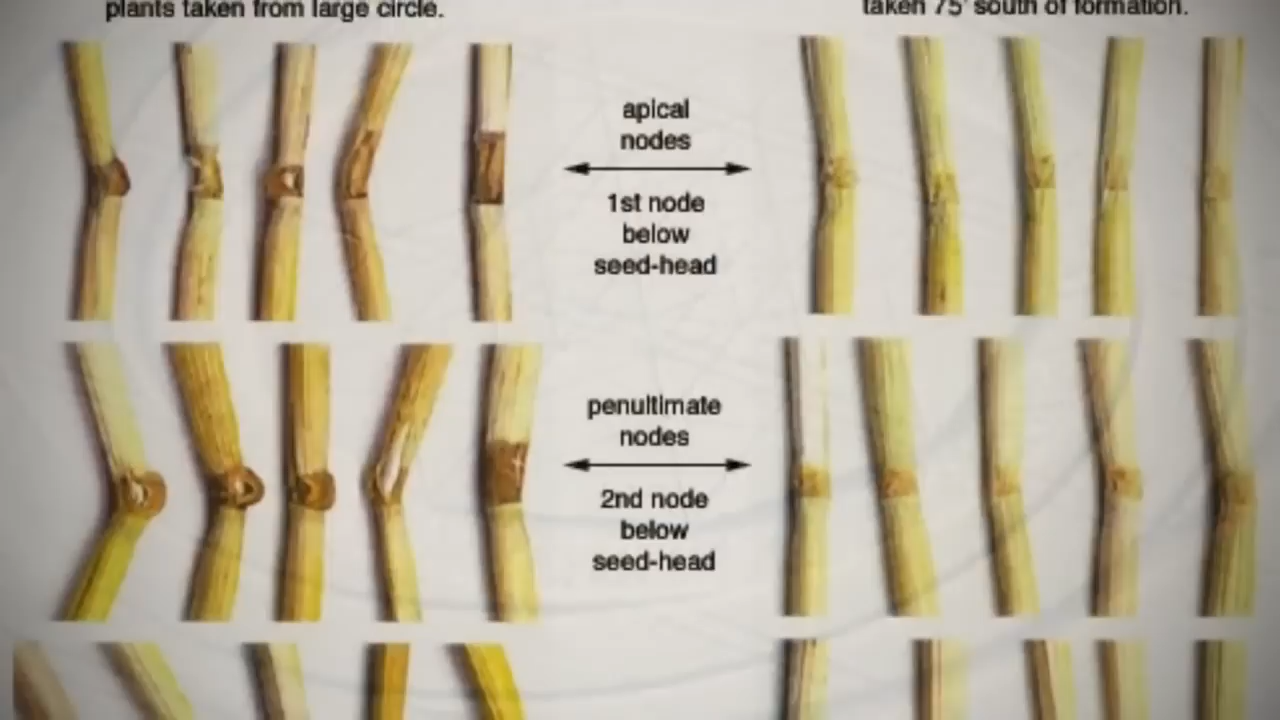 plants taken from large circle.
taken 75' south of formation.
apical
nodes
1st node
below
seed-head
penultimate
nodes
2nd node
below
seed-head